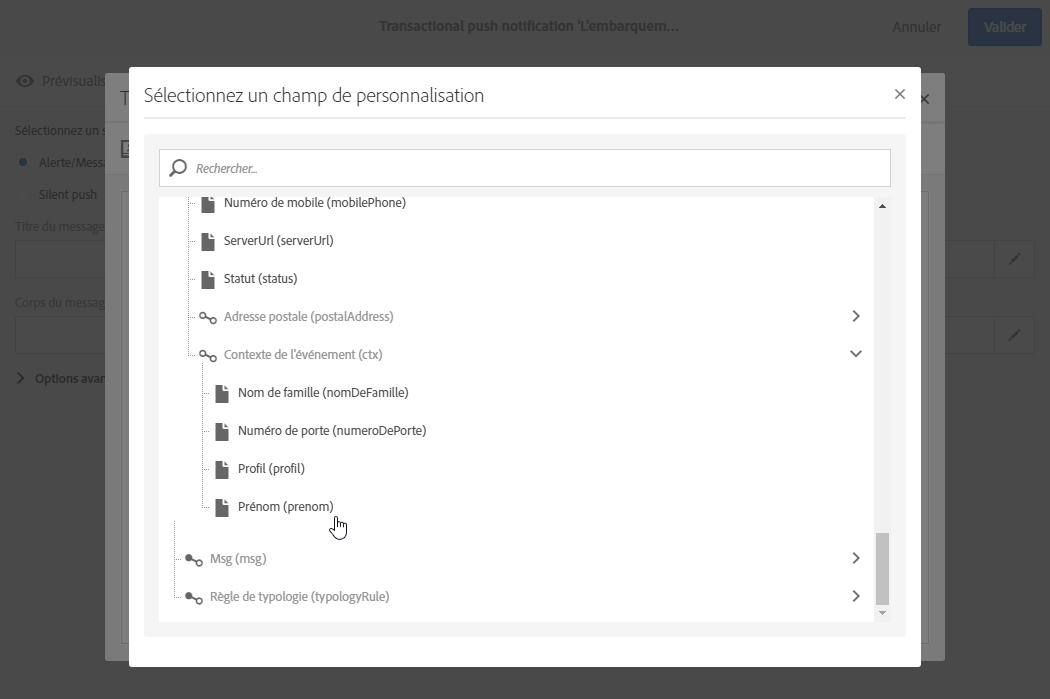 Transactional push notification 'L'embarquem...
Annuler
Valider
Prévisualis
T
Sélectionnez un champ de personnalisation
Sélectionnez un s
Alerte/Messa
Rechercher...
Silent push
Numéro de mobile (mobilePhone)
Titre du message
ServerUrl (serverUrl)
Statut (status)
Corps du messag
Adresse postale (postalAddress)
Contexte de l'événement (ctx)
Options avan
Nom de famille (nomDeFamille)
Numéro de porte (numeroDePorte)
Profil (profil)
Prénom (prenom)
Msg (msg)
Règle de typologie (typologyRule)